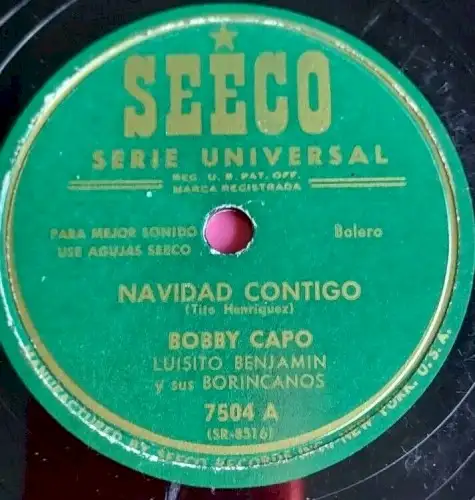 SEECO
SERIE UNIVERSAL
REG. U. S. PAT. OFF.
MARCA REGISTRADA
PARA MEJOR SONIDO
USE AGUJAS SEECO
Bolero
NAVIDAD CONTIGO
(Tito Henriquez)
BOBBY CAPO
LUISITO BENJAMIN
y sus BORINCANOS
7504 A
(SR-8516)
MANUFACTURED BY SEECO RECORDS INC. NEW YORK, U.S.A.